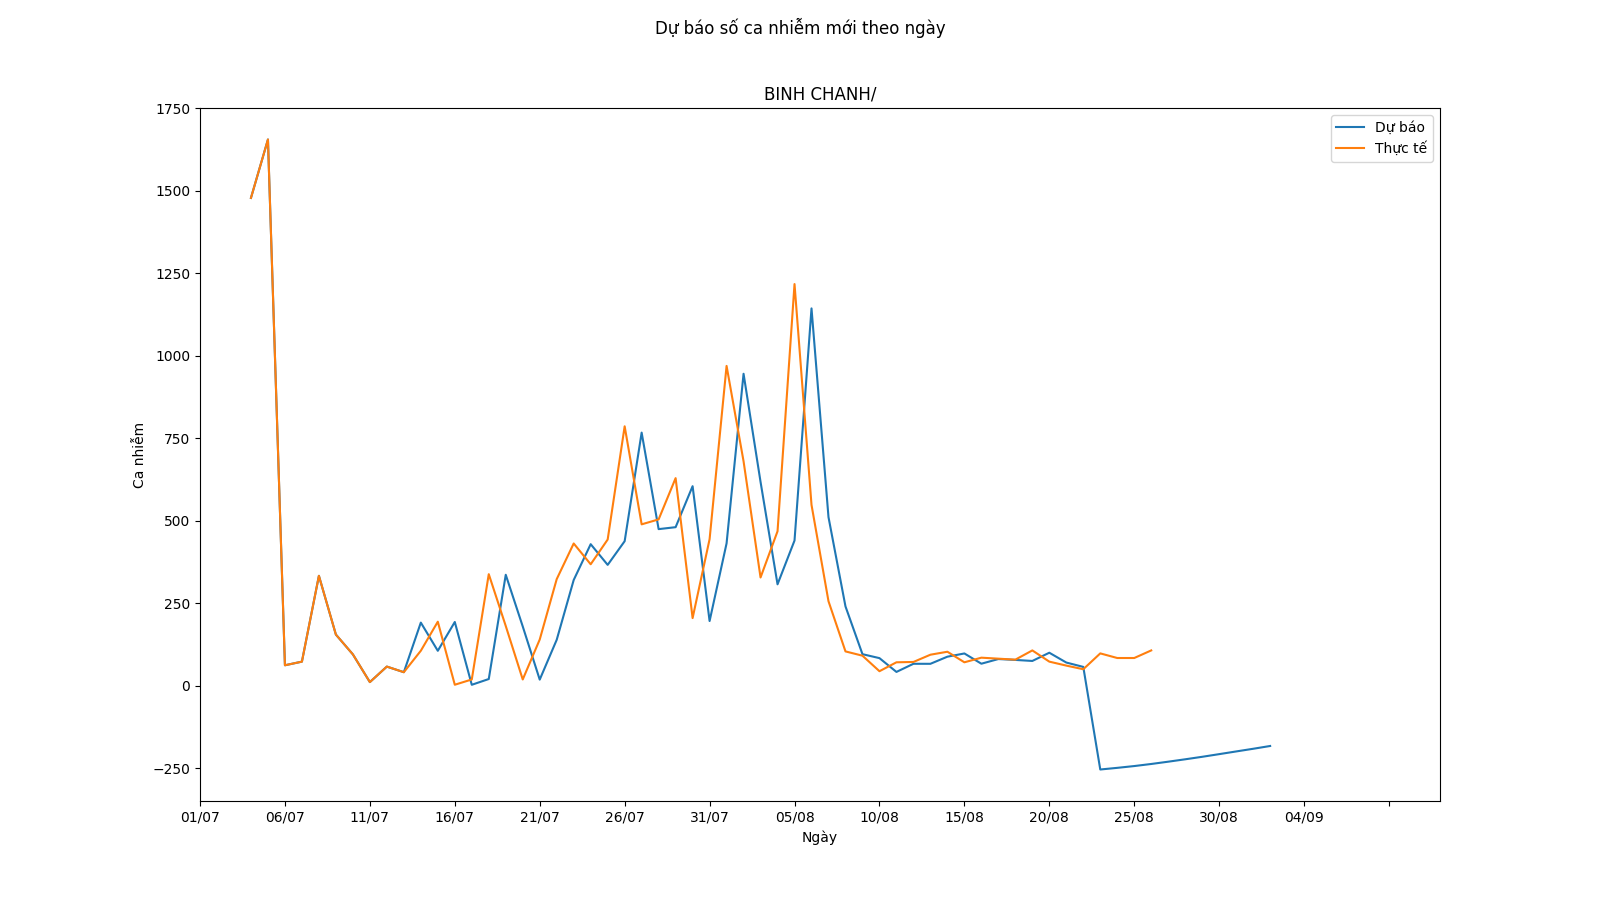 Dự báo số ca nhiễm mới theo ngày
BINH CHANH/
1750
1500
1250
1000
750
500
250
0
−250
Ca nhiễm
Dự báo
Thực tế
01/07 06/07 11/07 16/07 21/07 26/07 31/07 05/08 10/08 15/08 20/08 25/08 30/08 04/09
Ngày